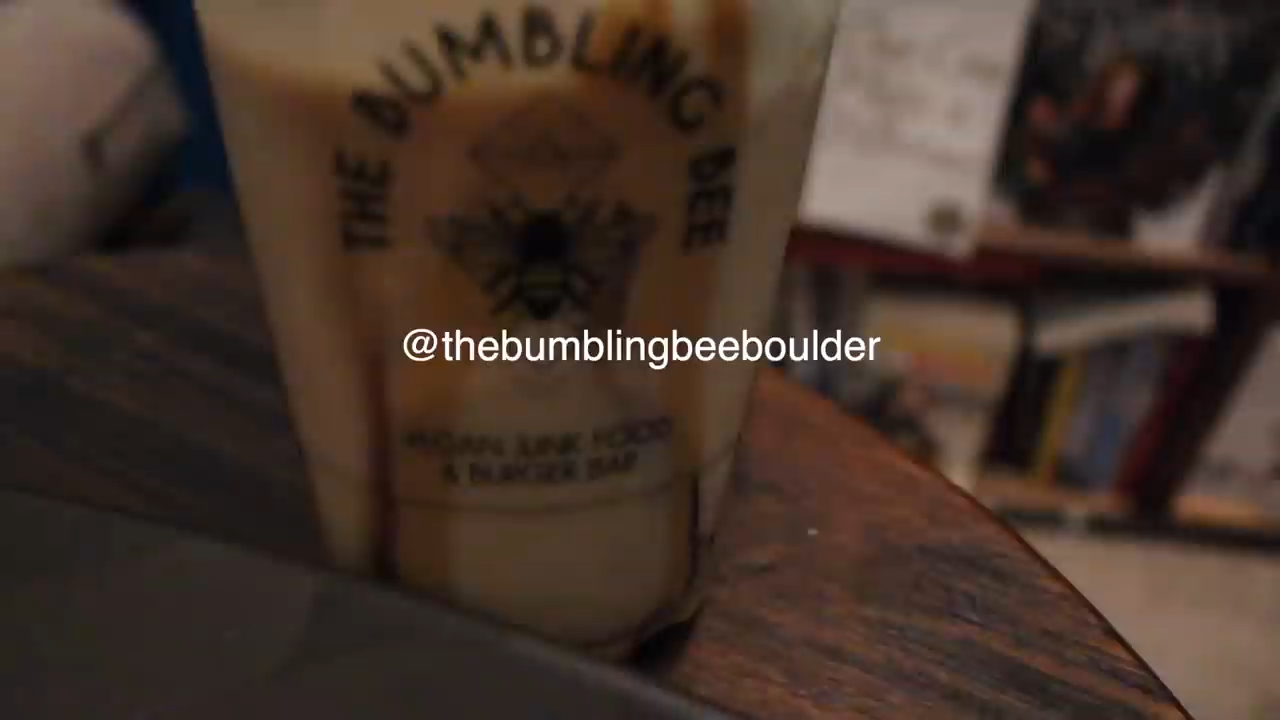 THE BUMBLING BEE
@thebumblingbeeboulder
VEGAN JUNK FOOD
& BURGER BAR